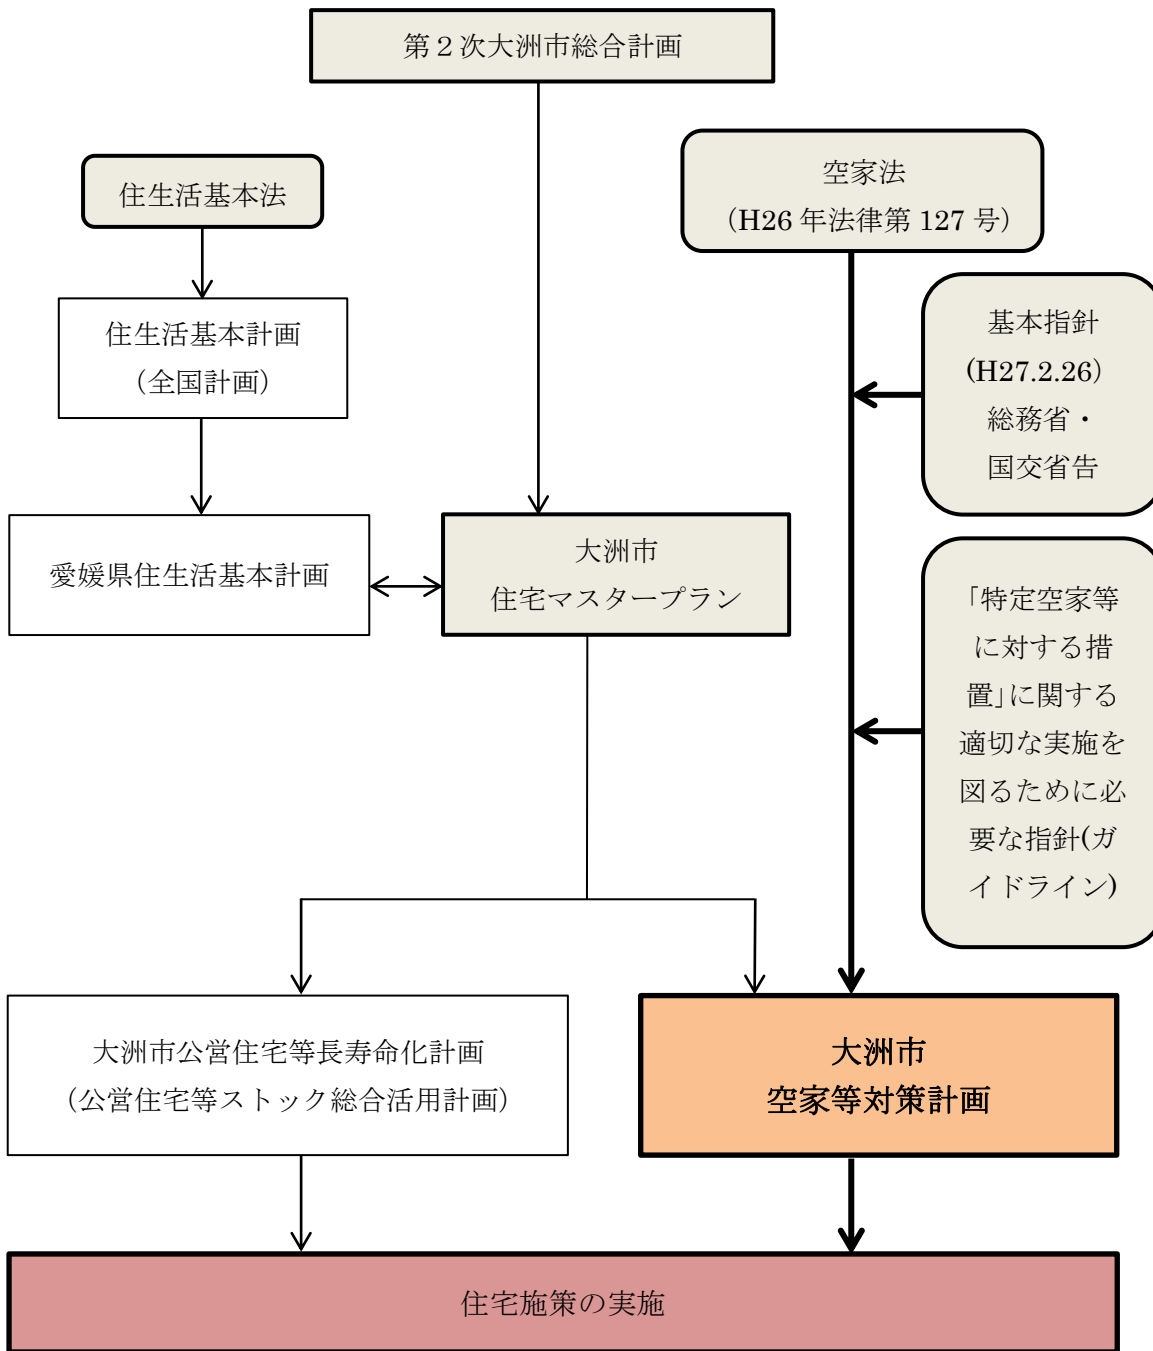 第２次大洲市総合計画
住生活基本法
空家法
（H26 年法律第 127 号）
住生活基本計画
（全国計画）
基本指針
(H27.2.26）
総務省・
国交省告
愛媛県住生活基本計画
大洲市
住宅マスタープラン
「特定空家等
に対する措
置」に関する
適切な実施を
図るために必
要な指針(ガ
イドライン)
大洲市公営住宅等長寿命化計画
（公営住宅等ストック総合活用計画）
大洲市
空家等対策計画
住宅施策の実施